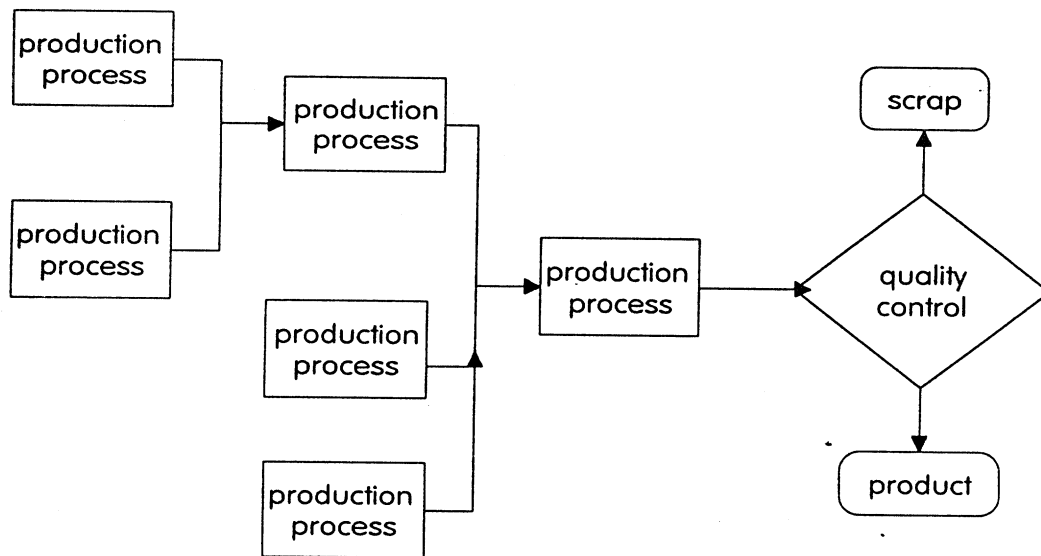 production
process
production
process
production
process
production
process
production
process
production
process
scrap
quality
control
product